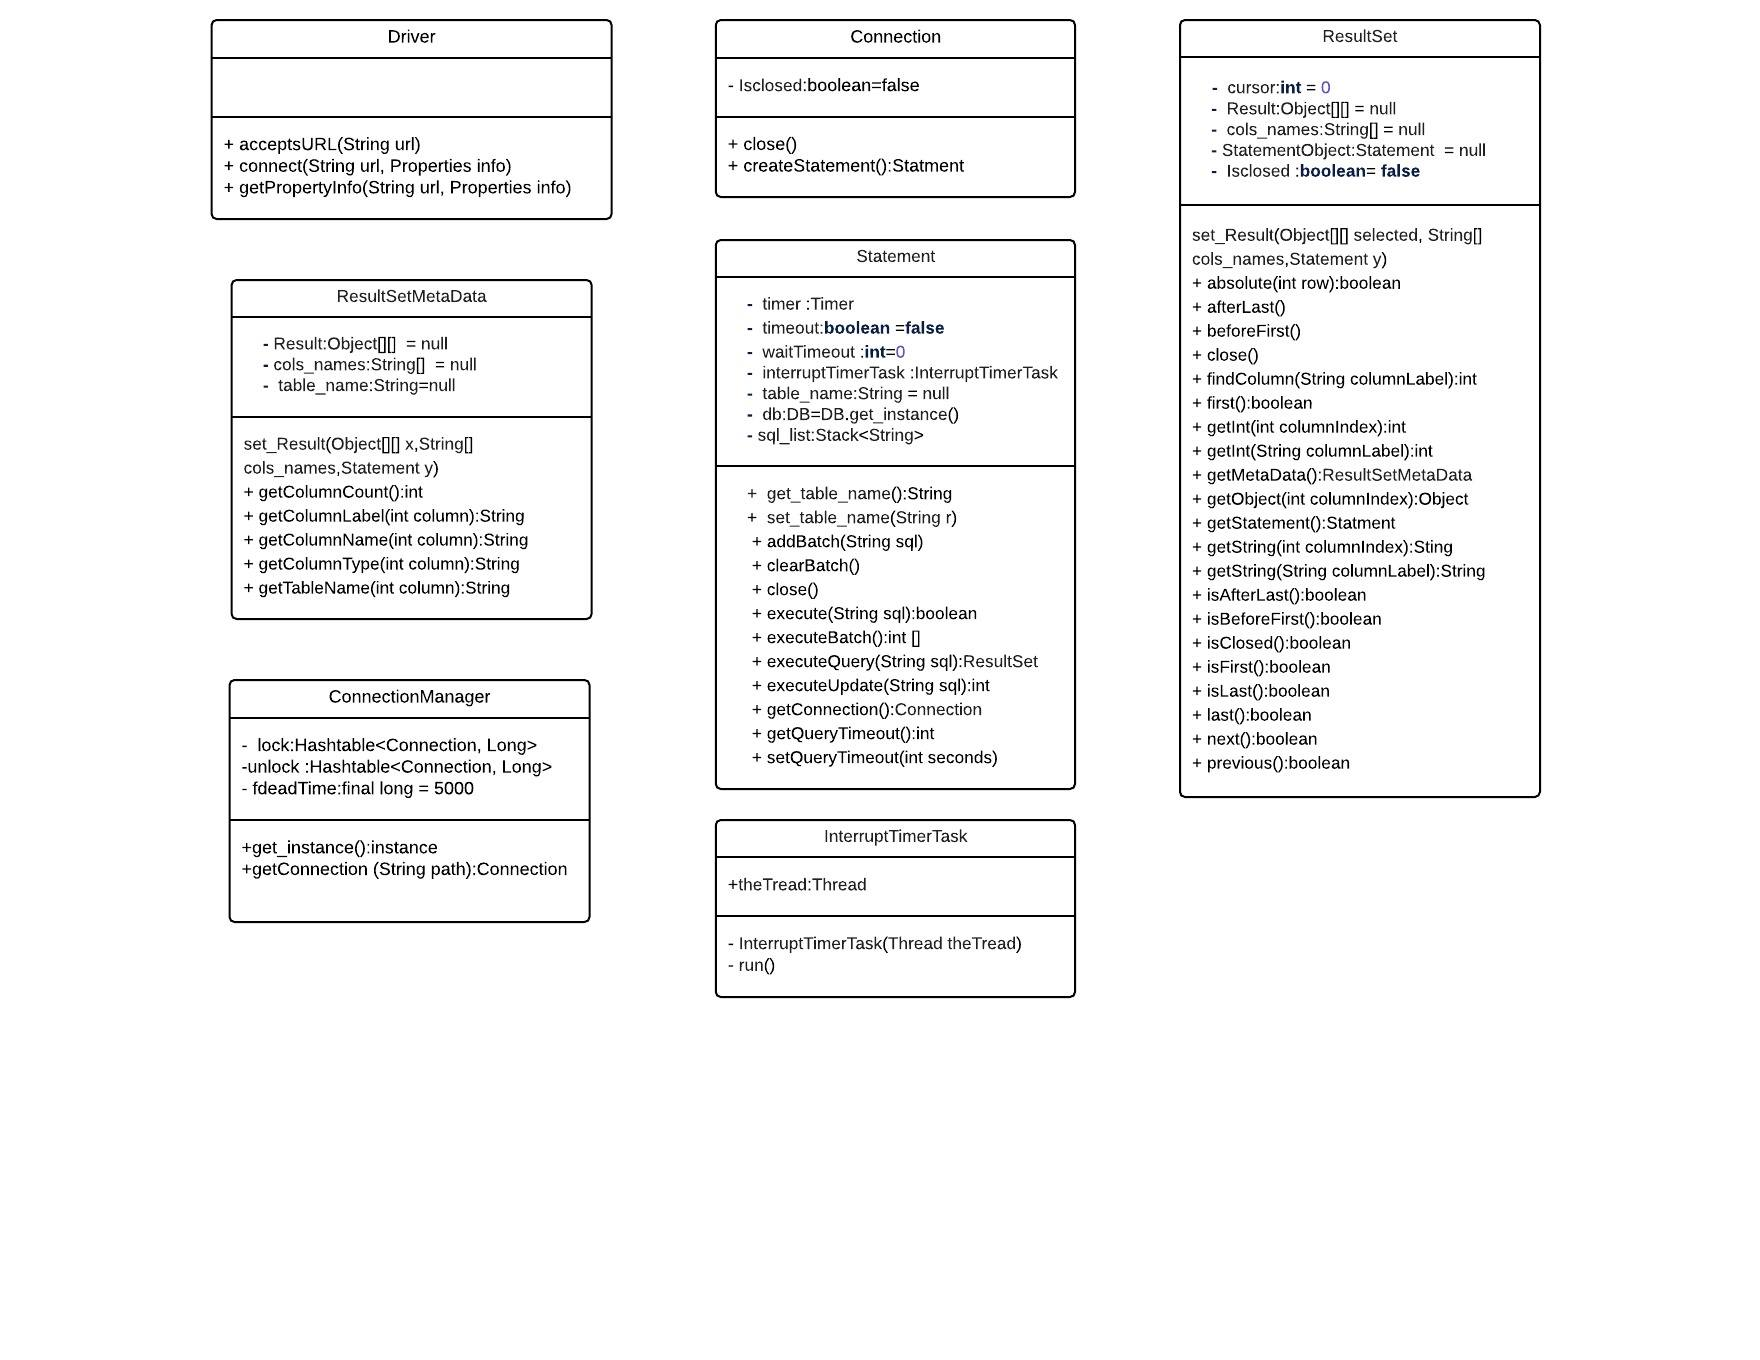 Driver
+ acceptsURL(String url)
+ connect(String url, Properties info)
+ getPropertyInfo(String url, Properties info)
ResultSetMetaData
- Result:Object[][]  = null
- cols_names:String[]  = null
-  table_name:String=null
set_Result(Object[][] x,String[]
cols_names,Statement y)
+ getColumnCount():int
+ getColumnLabel(int column):String
+ getColumnName(int column):String
+ getColumnType(int column):String
+ getTableName(int column):String
ConnectionManager
-  lock:Hashtable<Connection, Long>
-unlock :Hashtable<Connection, Long>
- fdeadTime:final long = 5000
+get_instance():instance
+getConnection (String path):Connection
Connection
- Isclosed:boolean=false
+ close()
+ createStatement():Statment
Statement
-  timer :Timer
-  timeout:boolean =false
-  waitTimeout :int=0
-  interruptTimerTask :InterruptTimerTask
-  table_name:String = null
-  db:DB=DB.get_instance()
- sql_list:Stack<String>
+  get_table_name():String
+  set_table_name(String r)
+ addBatch(String sql)
+ clearBatch()
+ close()
+ execute(String sql):boolean
+ executeBatch():int []
+ executeQuery(String sql):ResultSet
+ executeUpdate(String sql):int
+ getConnection():Connection
+ getQueryTimeout():int
+ setQueryTimeout(int seconds)
InterruptTimerTask
+theTread:Thread
- InterruptTimerTask(Thread theTread)
- run()
ResultSet
-  cursor:int = 0
-  Result:Object[][] = null
-  cols_names:String[] = null
- StatementObject:Statement  = null
-  Isclosed :boolean= false
set_Result(Object[][] selected, String[]
cols_names,Statement y)
+ absolute(int row):boolean
+ afterLast()
+ beforeFirst()
+ close()
+ findColumn(String columnLabel):int
+ first():boolean
+ getInt(int columnIndex):int
+ getInt(String columnLabel):int
+ getMetaData():ResultSetMetaData
+ getObject(int columnIndex):Object
+ getStatement():Statment
+ getString(int columnIndex):Sting
+ getString(String columnLabel):String
+ isAfterLast():boolean
+ isBeforeFirst():boolean
+ isClosed():boolean
+ isFirst():boolean
+ isLast():boolean
+ last():boolean
+ next():boolean
+ previous():boolean